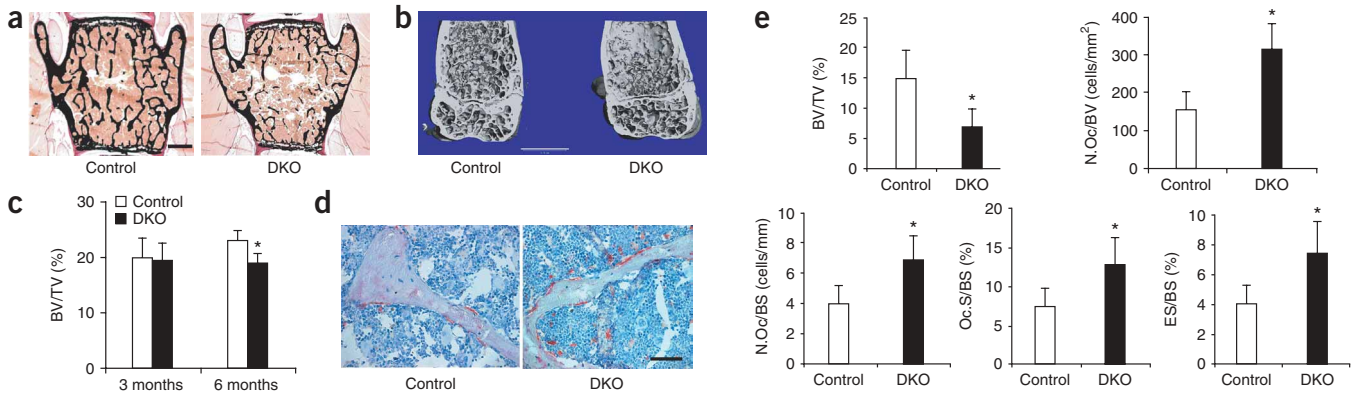 a
Control
DKO
b
Control
DKO
c
Control
DKO
BV/TV (%)
30
20
10
0
3 months
6 months
*
d
Control
DKO
e
BV/TV (%)
25
20
15
10
5
0
*
Control
DKO
N.Oc/BV (cells/mm²)
400
300
200
100
0
*
Control
DKO
N.Oc/BS (cells/mm)
10
8
6
4
2
0
*
Control
DKO
Oc.S/BS (%)
20
15
10
5
0
*
Control
DKO
ES/BS (%)
10
8
6
4
2
0
*
Control
DKO